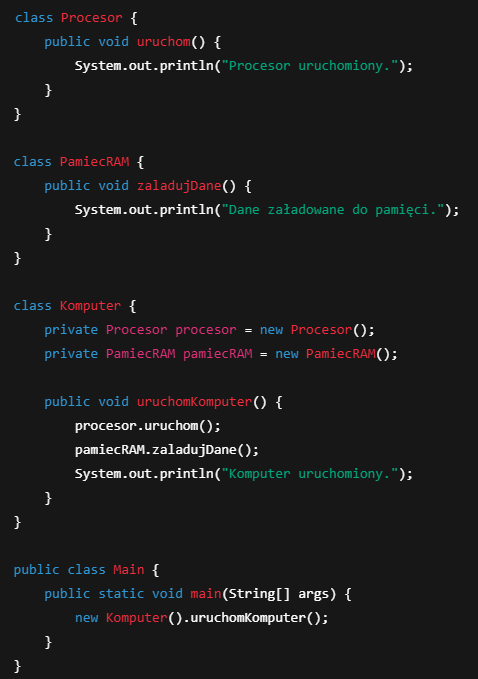 class Procesor {
    public void uruchom() {
        System.out.println("Procesor uruchomiony.");
    }
}

class PamiecRAM {
    public void zaladujDane() {
        System.out.println("Dane załadowane do pamięci.");
    }
}

class Komputer {
    private Procesor procesor = new Procesor();
    private PamiecRAM pamiecRAM = new PamiecRAM();

    public void uruchomKomputer() {
        procesor.uruchom();
        pamiecRAM.zaladujDane();
        System.out.println("Komputer uruchomiony.");
    }
}

public class Main {
    public static void main(String[] args) {
        new Komputer().uruchomKomputer();
    }
}